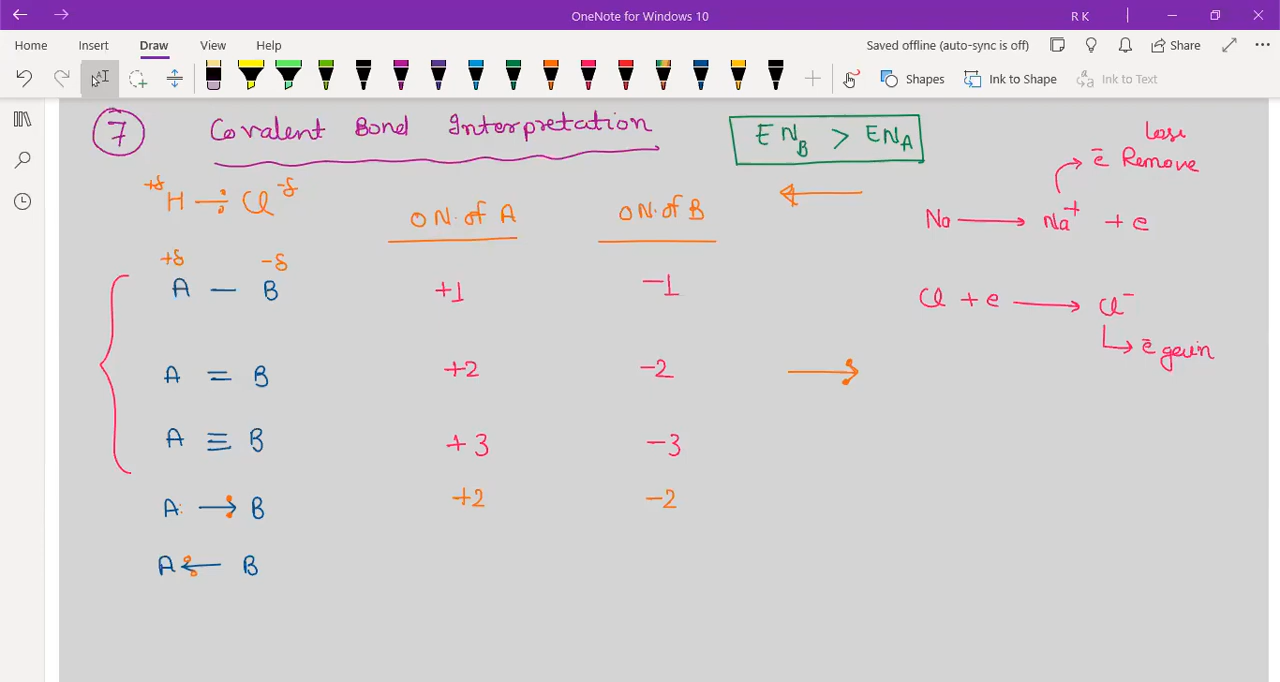 OneNote for Windows 10
R K
Home Insert Draw View Help
Saved offline (auto-sync is off)
Share
Shapes
Ink to Shape
Ink to Text
7 Covalent Bond Interpretation
EN_B > EN_A
+δ H ÷ Cl -δ
O N. of A O N. of B
+δ -δ
A — B +1 -1
A = B +2 -2
A ≡ B +3 -3
A: → B +2 -2
A ← B
lose
ē Remove
Na → Na⁺ + e
Cl + e → Cl⁻
ē gain